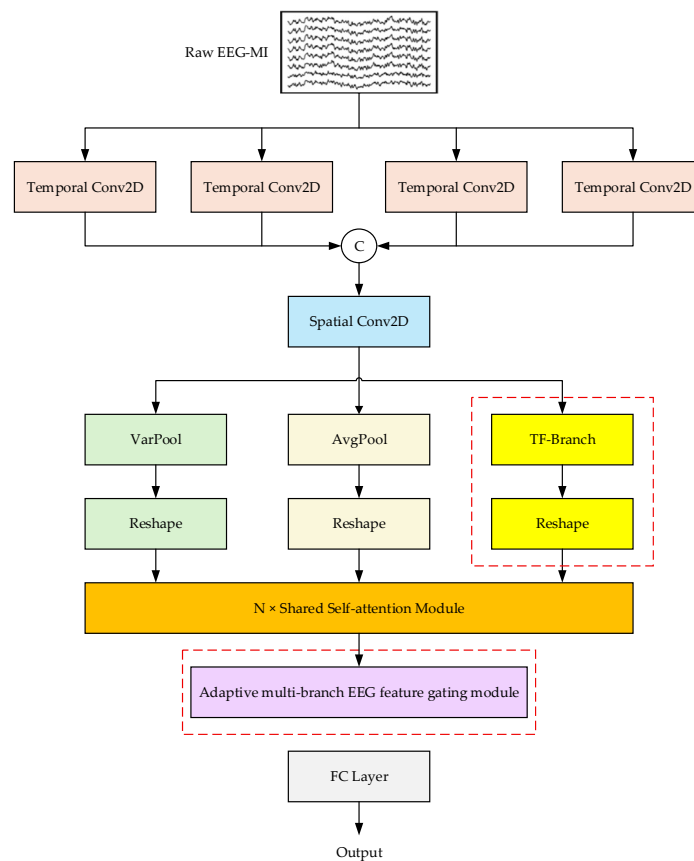 Raw EEG-MI
Temporal Conv2D
Temporal Conv2D
Temporal Conv2D
Temporal Conv2D
C
Spatial Conv2D
VarPool
AvgPool
TF-Branch
Reshape
Reshape
Reshape
N × Shared Self-attention Module
Adaptive multi-branch EEG feature gating module
FC Layer
Output